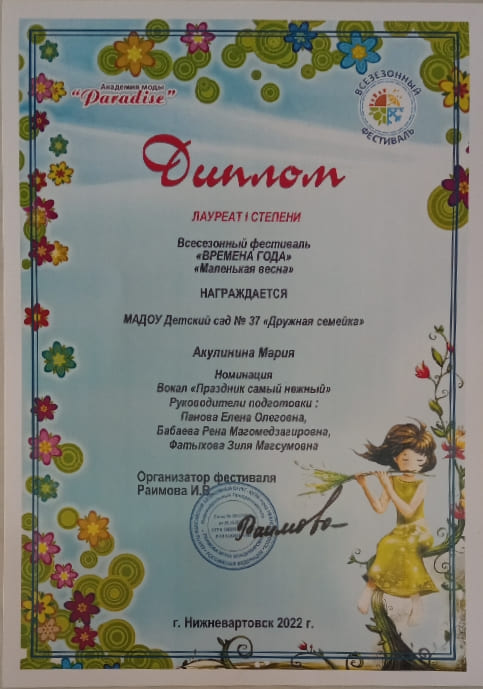 Академия моды
"Paradise"
ВСЕСЕЗОННЫЙ
ФЕСТИВАЛЬ
Диплом
ЛАУРЕАТ I СТЕПЕНИ
Всесезонный фестиваль
«ВРЕМЕНА ГОДА»
«Маленькая весна»
НАГРАЖДАЕТСЯ
МАДОУ Детский сад № 37 «Дружная семейка»
Акулинина Мария
Номинация
Вокал «Праздник самый нежный»
Руководители подготовки :
Панова Елена Олеговна,
Бабаева Рена Магомедзагировна,
Фатыхова Зиля Магсумовна
Организатор фестиваля
Раимова И.В.
Раимова
г. Нижневартовск 2022 г.